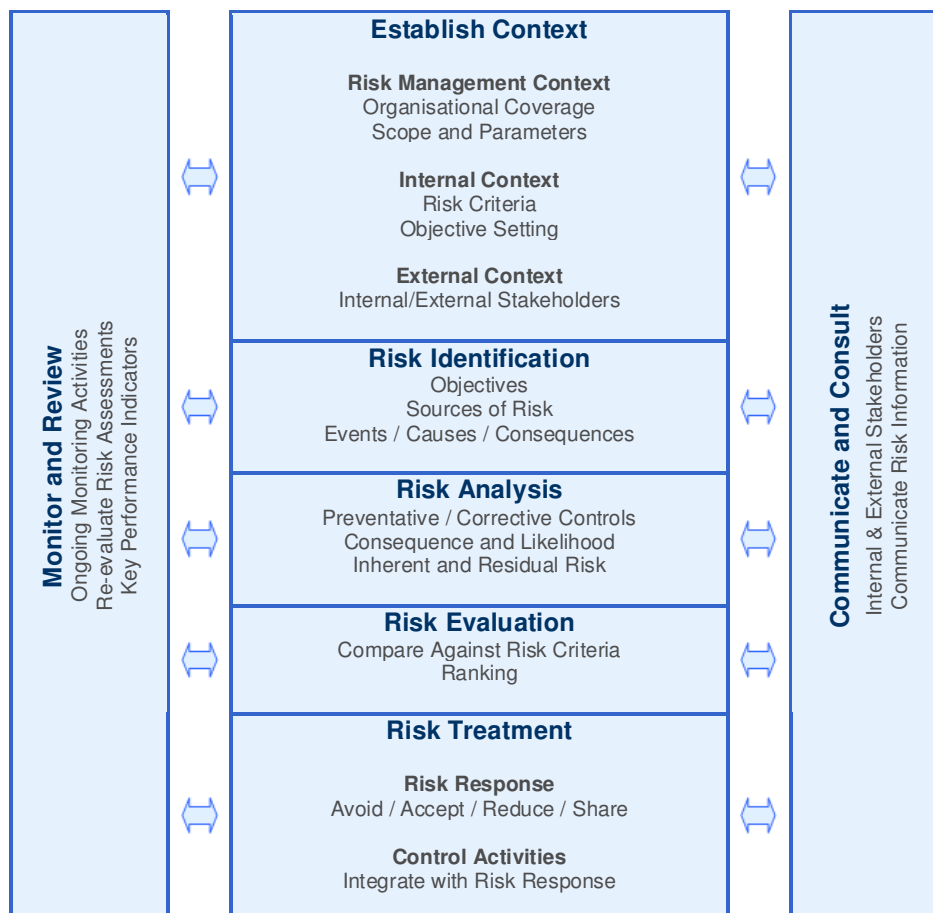 Monitor and Review
Ongoing Monitoring Activities
Re-evaluate Risk Assessments
Key Performance Indicators
Establish Context
Risk Management Context
Organisational Coverage
Scope and Parameters
Internal Context
Risk Criteria
Objective Setting
External Context
Internal/External Stakeholders
Risk Identification
Objectives
Sources of Risk
Events / Causes / Consequences
Risk Analysis
Preventative / Corrective Controls
Consequence and Likelihood
Inherent and Residual Risk
Risk Evaluation
Compare Against Risk Criteria
Ranking
Risk Treatment
Risk Response
Avoid / Accept / Reduce / Share
Control Activities
Integrate with Risk Response
Communicate and Consult
Internal & External Stakeholders
Communicate Risk Information